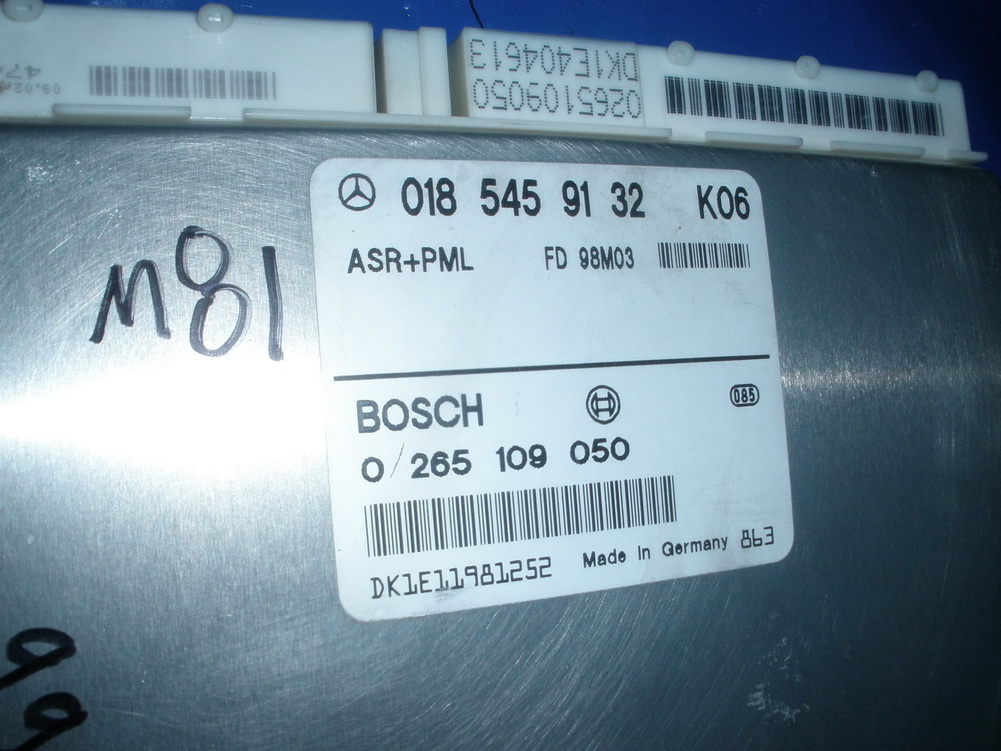 DK1E404613
0265109050
018 545 91 32 K06
ASR+PML FD 98M03
M81
BOSCH
085
0 / 265 109 050
DK1E11981252 Made in Germany 863
99